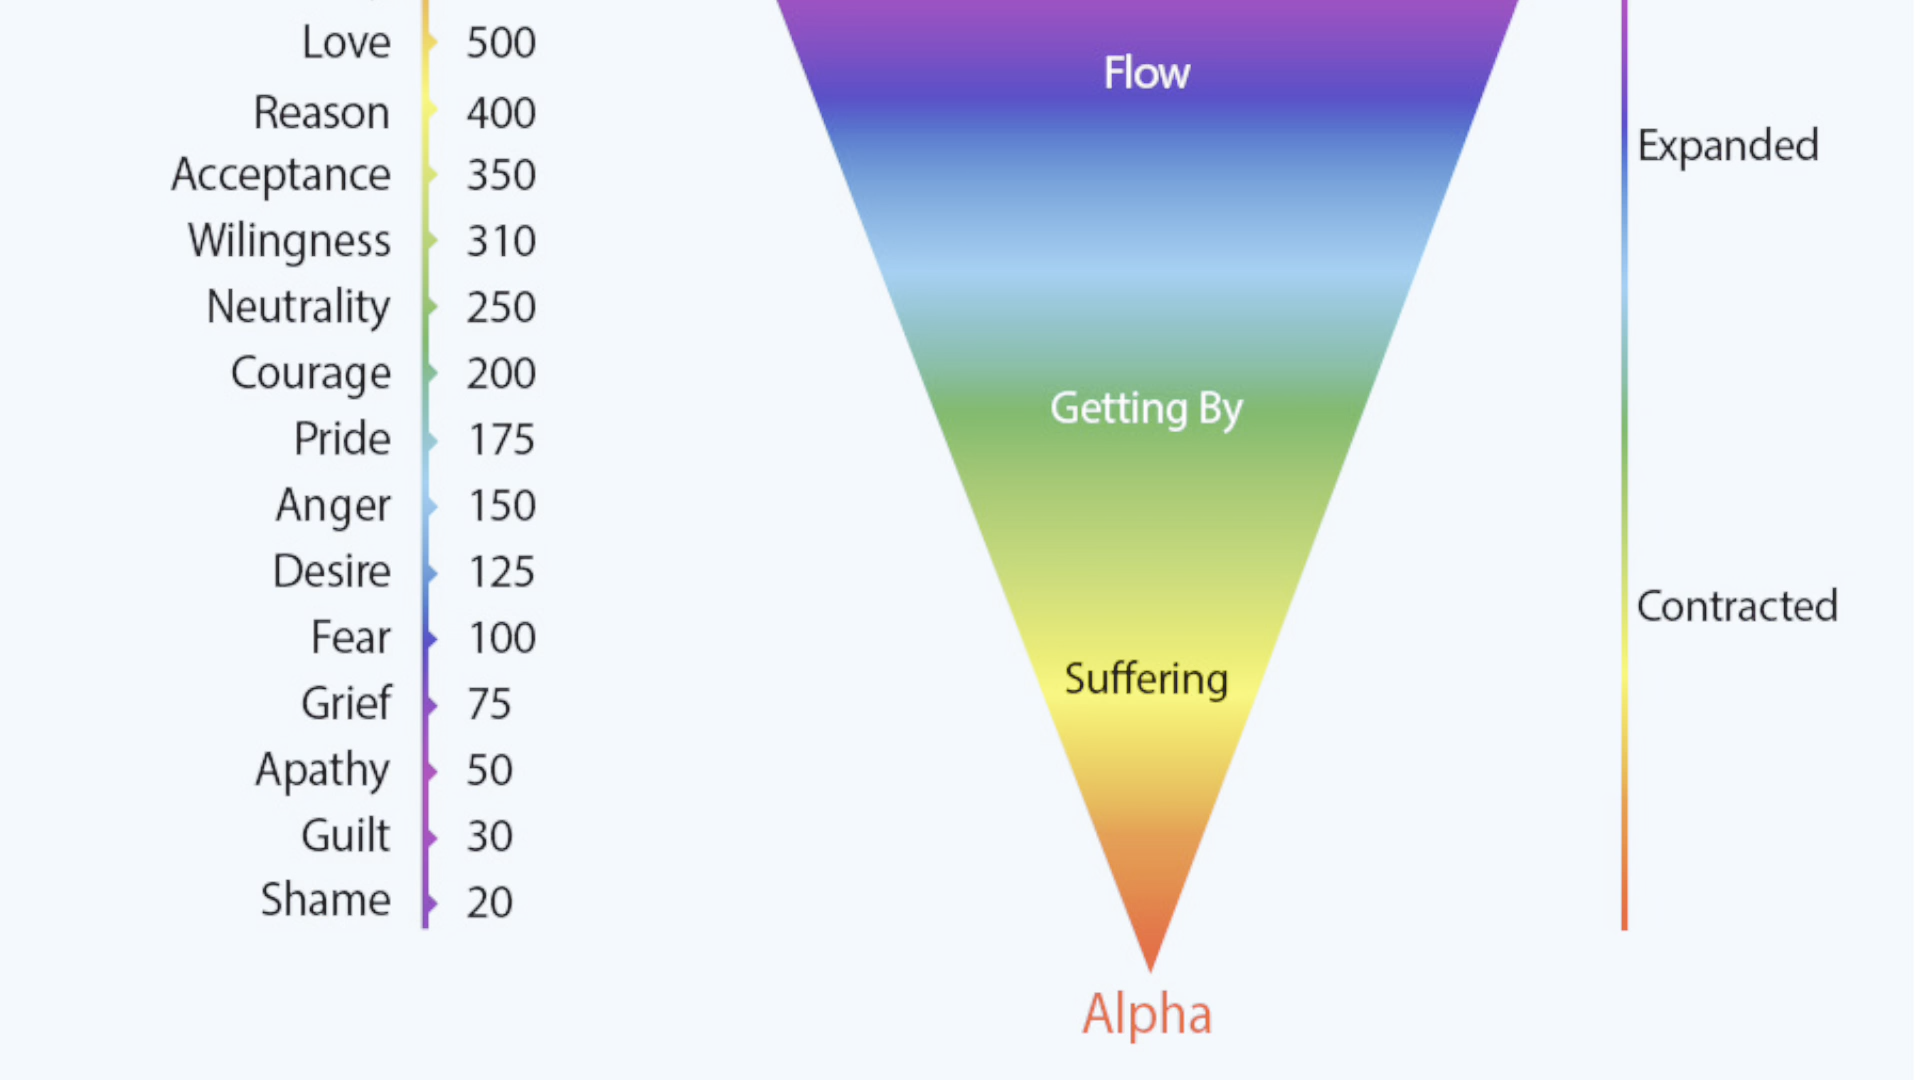 Love 500
Reason 400
Acceptance 350
Wilingness 310
Neutrality 250
Courage 200
Pride 175
Anger 150
Desire 125
Fear 100
Grief 75
Apathy 50
Guilt 30
Shame 20
Flow
Getting By
Suffering
Alpha
Expanded
Contracted